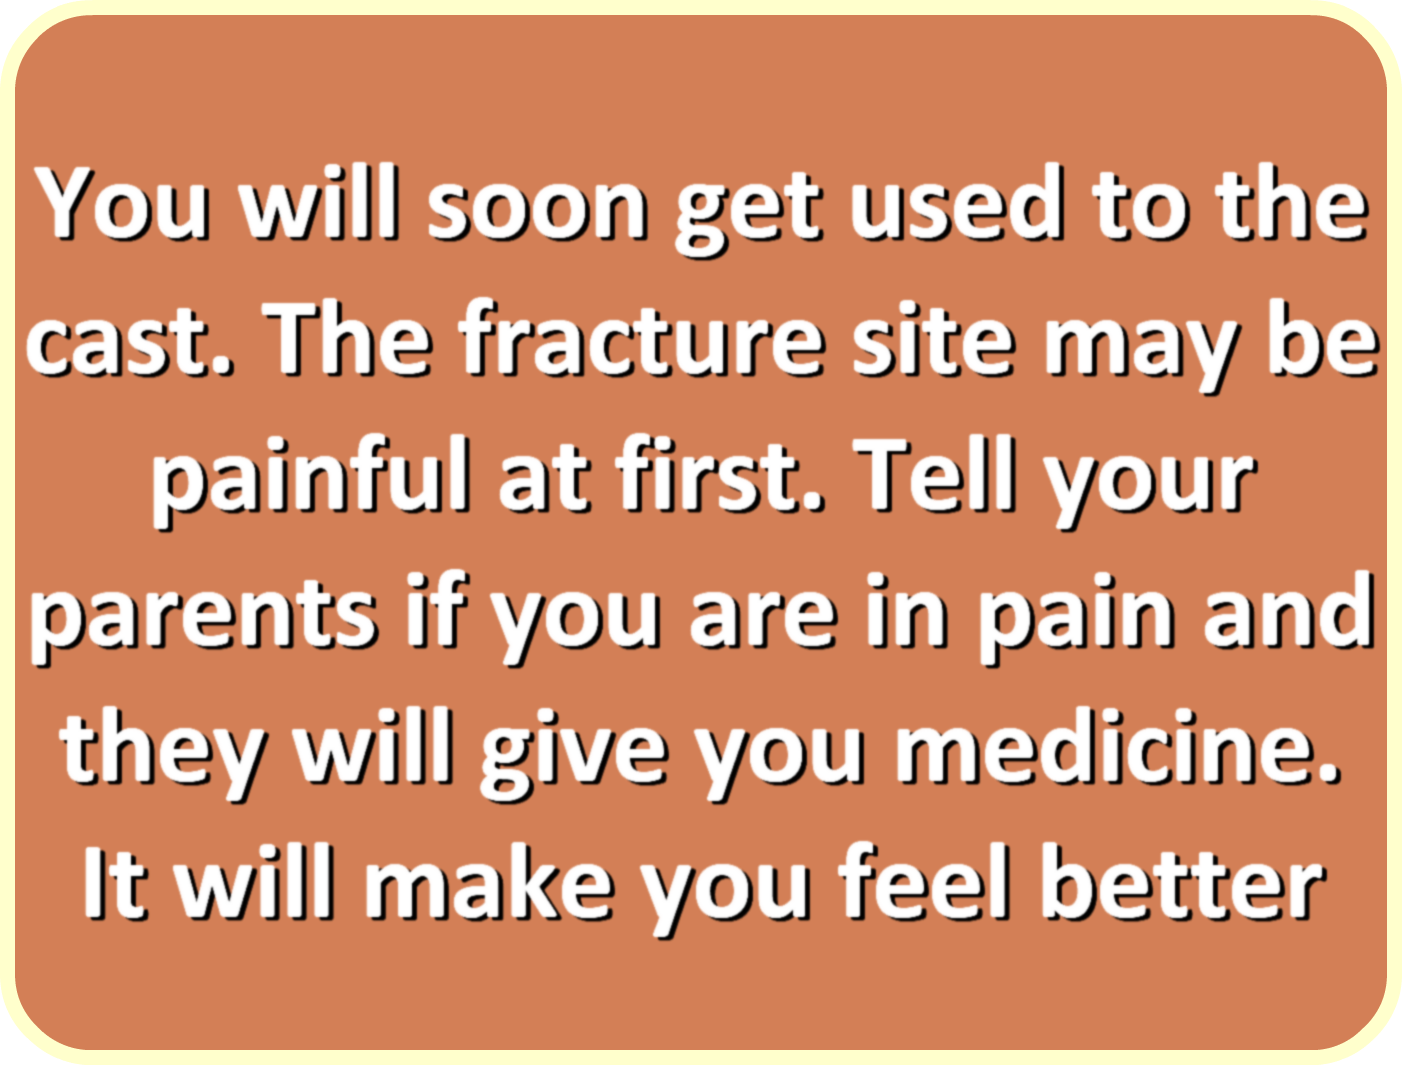 You will soon get used to the
cast. The fracture site may be
painful at first. Tell your
parents if you are in pain and
they will give you medicine.
It will make you feel better